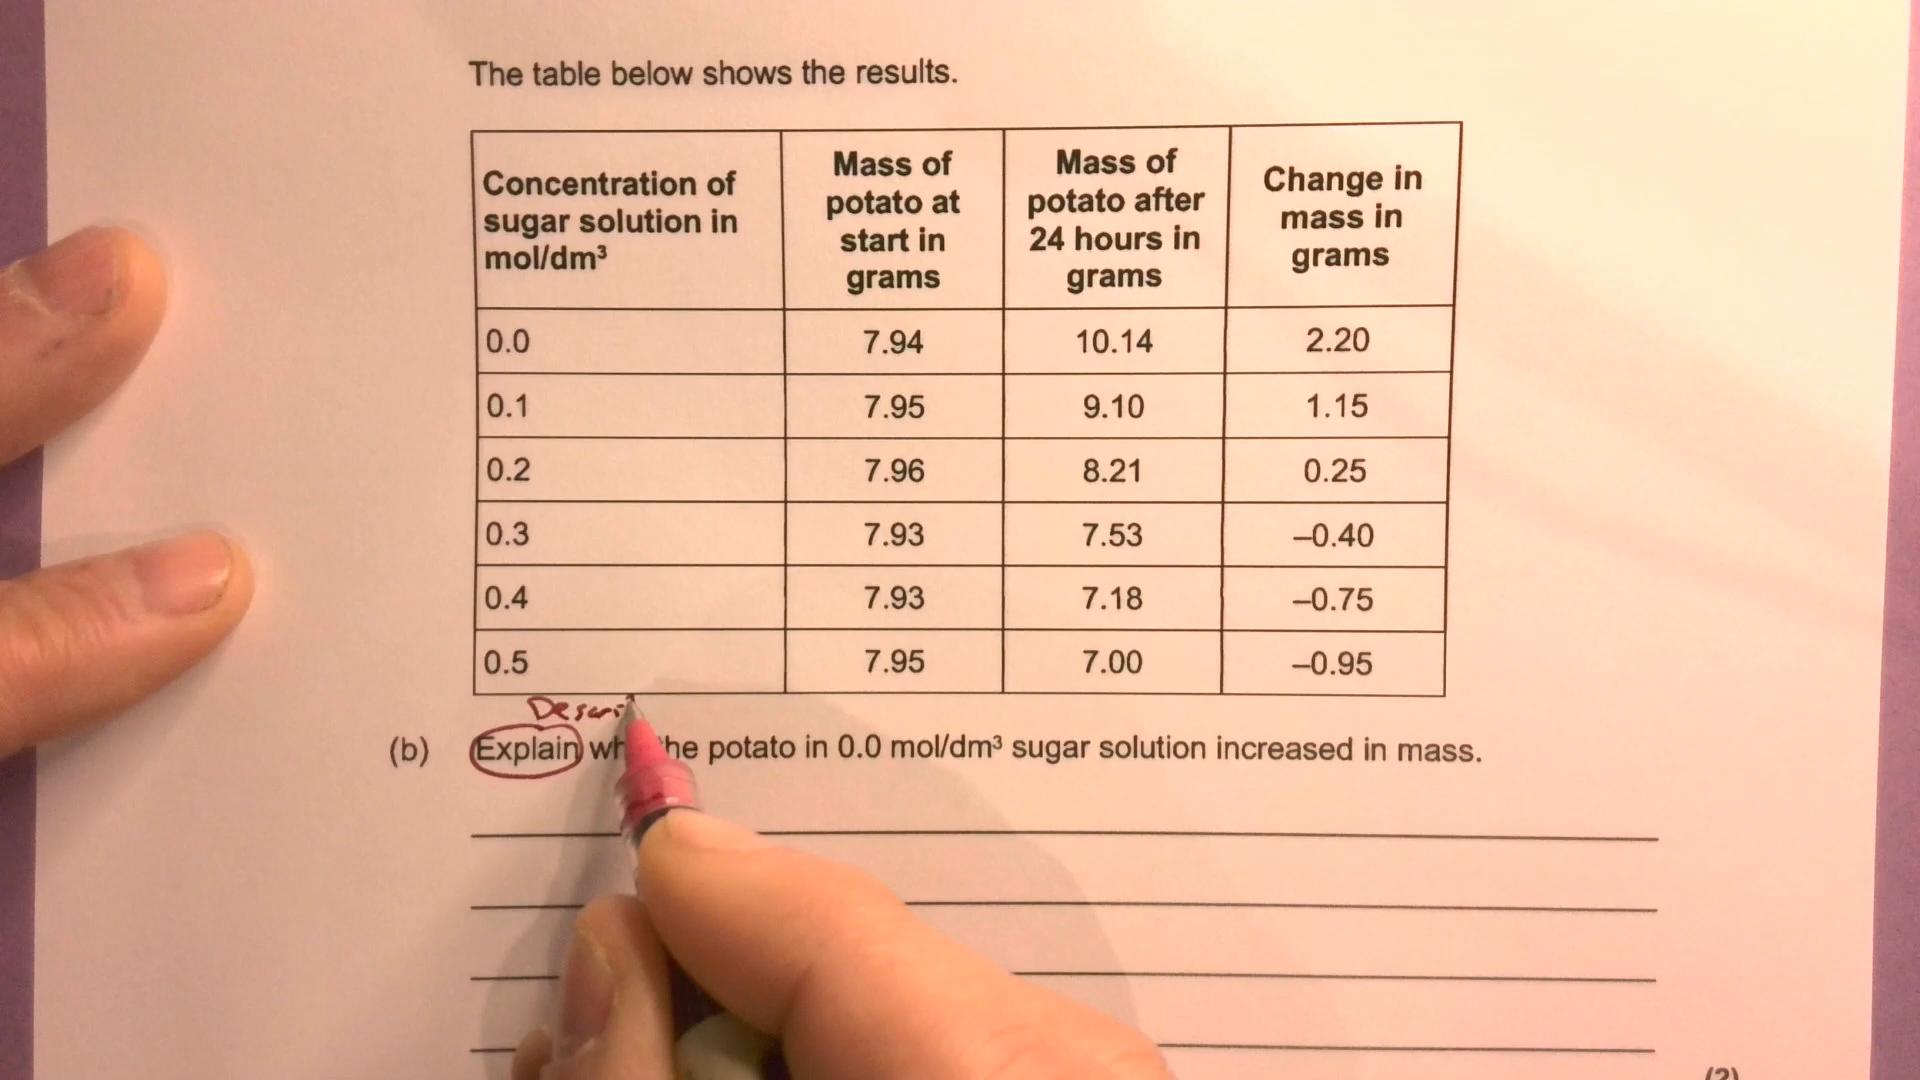 The table below shows the results.
Concentration of sugar solution in mol/dm³ Mass of potato at start in grams Mass of potato after 24 hours in grams Change in mass in grams
0.0 7.94 10.14 2.20
0.1 7.95 9.10 1.15
0.2 7.96 8.21 0.25
0.3 7.93 7.53 –0.40
0.4 7.93 7.18 –0.75
0.5 7.95 7.00 –0.95
(b) Explain the potato in 0.0 mol/dm³ sugar solution increased in mass.
(2)